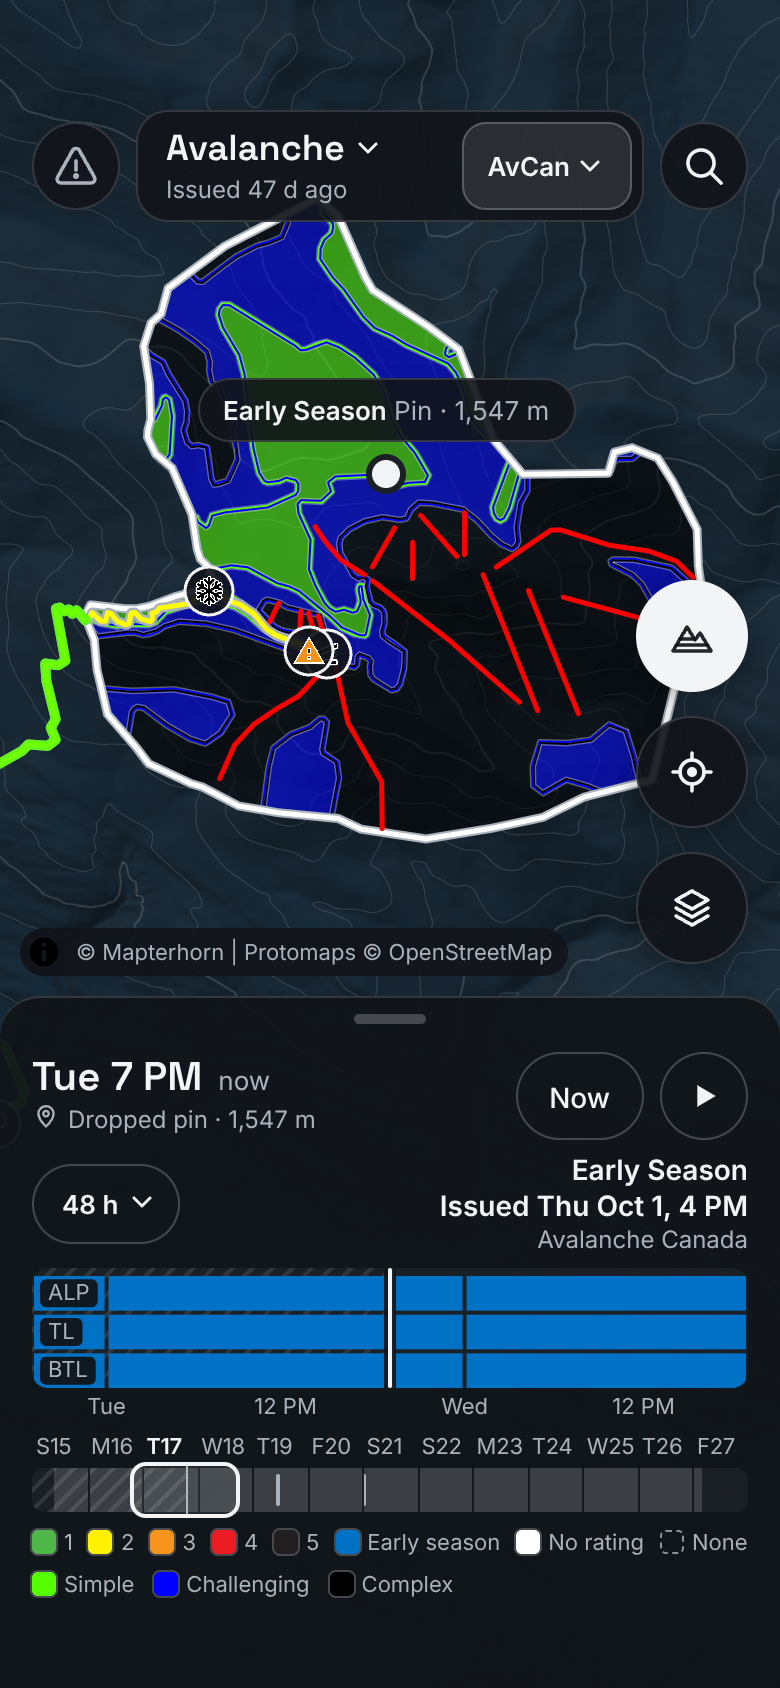 Avalanche
Issued 47 d ago
AvCan
Early Season Pin · 1,547 m
© Mapterhorn | Protomaps © OpenStreetMap
Tue 7 PM now
Dropped pin · 1,547 m
Now
48 h
Early Season
Issued Thu Oct 1, 4 PM
Avalanche Canada
ALP
TL
BTL
Tue 12 PM Wed 12 PM
S15 M16 T17 W18 T19 F20 S21 S22 M23 T24 W25 T26 F27
1 2 3 4 5 Early season No rating None
Simple Challenging Complex